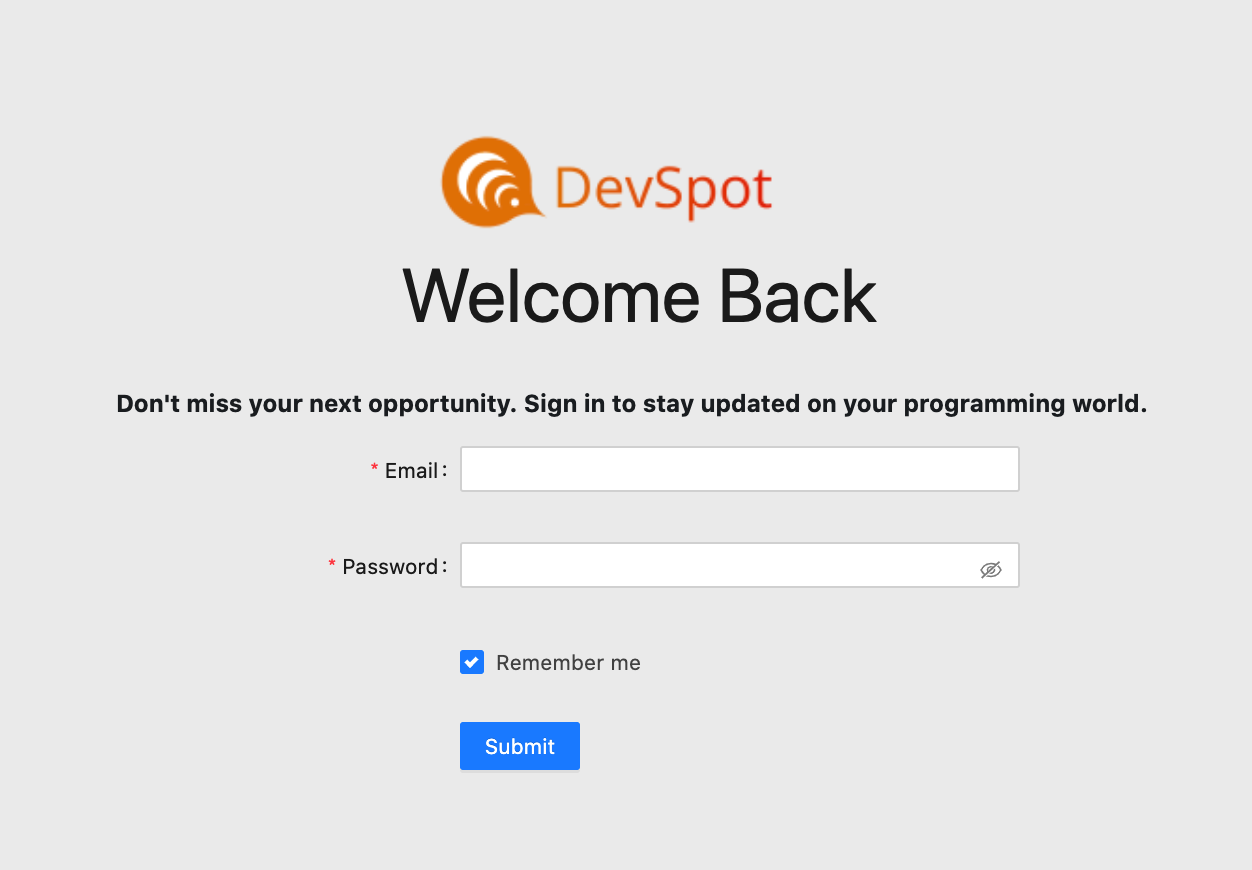 DevSpot
Welcome Back
Don't miss your next opportunity. Sign in to stay updated on your programming world.
* Email:
* Password:
Remember me
Submit